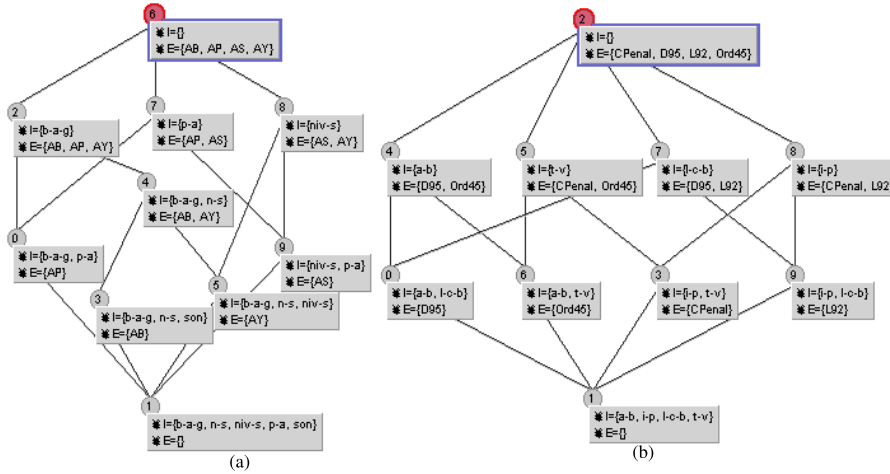 6
I={}
E={AB, AP, AS, AY}
2
I={b-a-g}
E={AB, AP, AY}
7
I={p-a}
E={AP, AS}
8
I={niv-s}
E={AS, AY}
4
I={b-a-g, n-s}
E={AB, AY}
0
I={b-a-g, p-a}
E={AP}
9
I={niv-s, p-a}
E={AS}
3
I={b-a-g, n-s, son}
E={AB}
5
I={b-a-g, n-s, niv-s}
E={AY}
1
I={b-a-g, n-s, niv-s, p-a, son}
E={}
(a)
2
I={}
E={CPenal, D95, L92, Ord45}
4
I={a-b}
E={D95, Ord45}
5
I={t-v}
E={CPenal, Ord45}
7
I={l-c-b}
E={D95, L92}
8
I={i-p}
E={CPenal, L92
0
I={a-b, l-c-b}
E={D95}
6
I={a-b, t-v}
E={Ord45}
3
I={i-p, t-v}
E={CPenal}
9
I={i-p, l-c-b}
E={L92}
1
I={a-b, i-p, l-c-b, t-v}
E={}
(b)